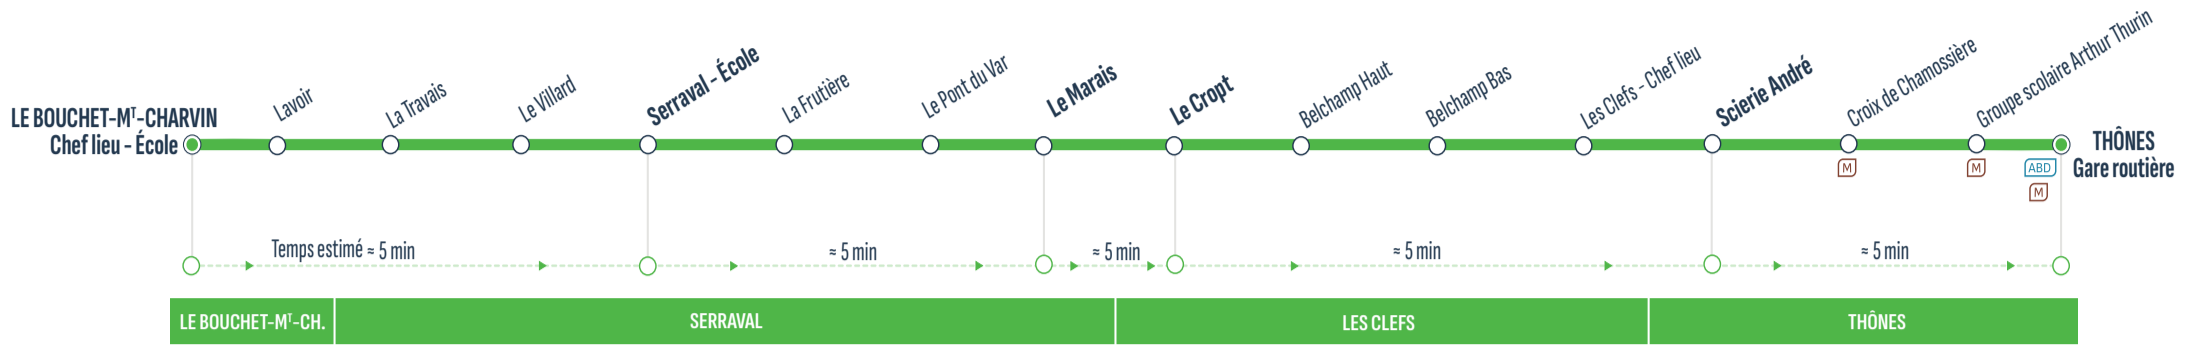 LE BOUCHET-Mᵀ-CHARVIN
Chef lieu - École
Lavoir
La Travais
Le Villard
Serraval - École
La Frutière
Le Pont du Var
Le Marais
Le Cropt
Belchamp Haut
Belchamp Bas
Les Clefs - Chef lieu
Scierie André
Croix de Chamossière
Groupe scolaire Arthur Thurin
THÔNES
Gare routière
M
M
ABD
M
Temps estimé ≈ 5 min
≈ 5 min
≈ 5 min
≈ 5 min
≈ 5 min
LE BOUCHET-Mᵀ-CH.
SERRAVAL
LES CLEFS
THÔNES